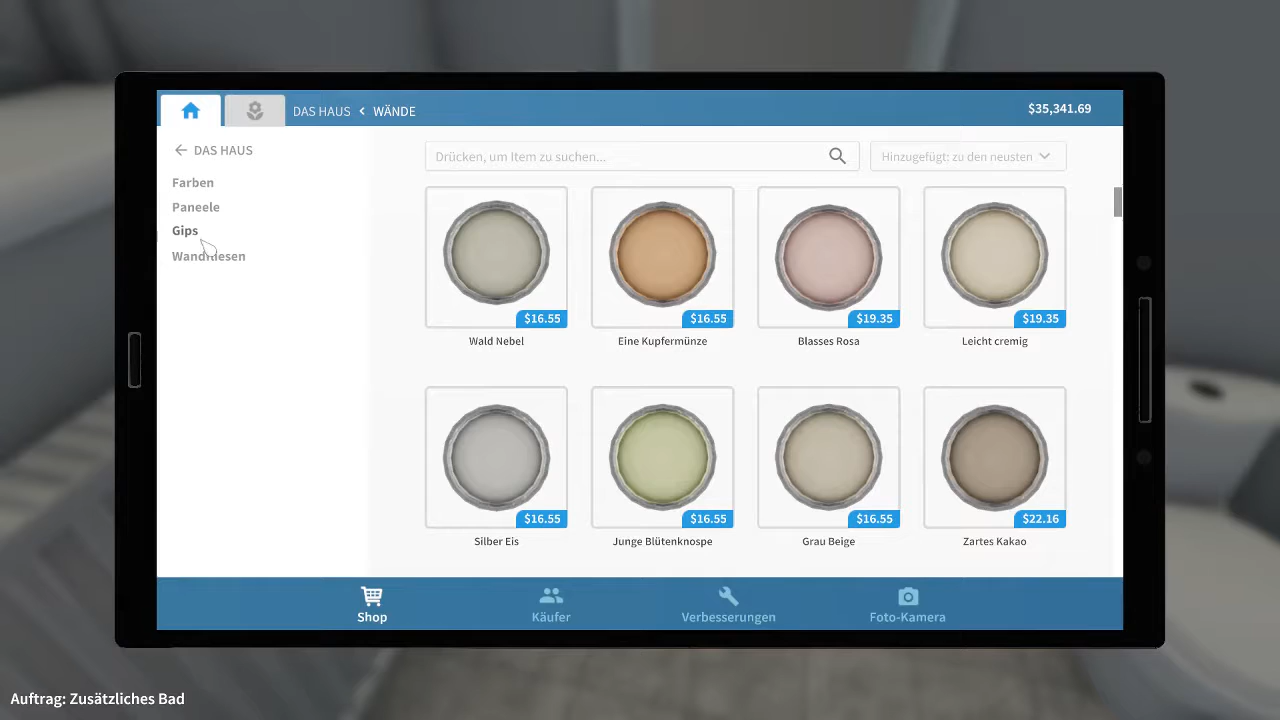 DAS HAUS < WÄNDE
$35,341.69
← DAS HAUS
Farben
Paneele
Gips
Wandfliesen
Drücken, um Item zu suchen...
Hinzugefügt: zu den neusten
$16.55
$16.55
$19.35
$19.35
Wald Nebel
Eine Kupfermünze
Blasses Rosa
Leicht cremig
$16.55
$16.55
$16.55
$22.16
Silber Eis
Junge Blütenknospe
Grau Beige
Zartes Kakao
Shop
Käufer
Verbesserungen
Foto-Kamera
Auftrag: Zusätzliches Bad